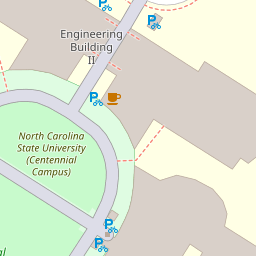 Engineering
Building
II
P
P
P
North Carolina
State University
(Centennial
Campus)
P
P